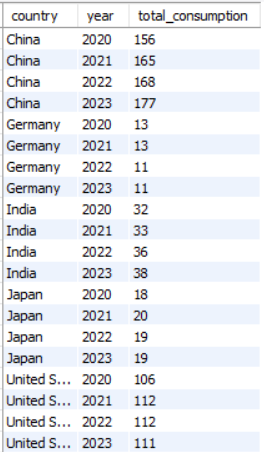 country year total_consumption
China 2020 156
China 2021 165
China 2022 168
China 2023 177
Germany 2020 13
Germany 2021 13
Germany 2022 11
Germany 2023 11
India 2020 32
India 2021 33
India 2022 36
India 2023 38
Japan 2020 18
Japan 2021 20
Japan 2022 19
Japan 2023 19
United S... 2020 106
United S... 2021 112
United S... 2022 112
United S... 2023 111